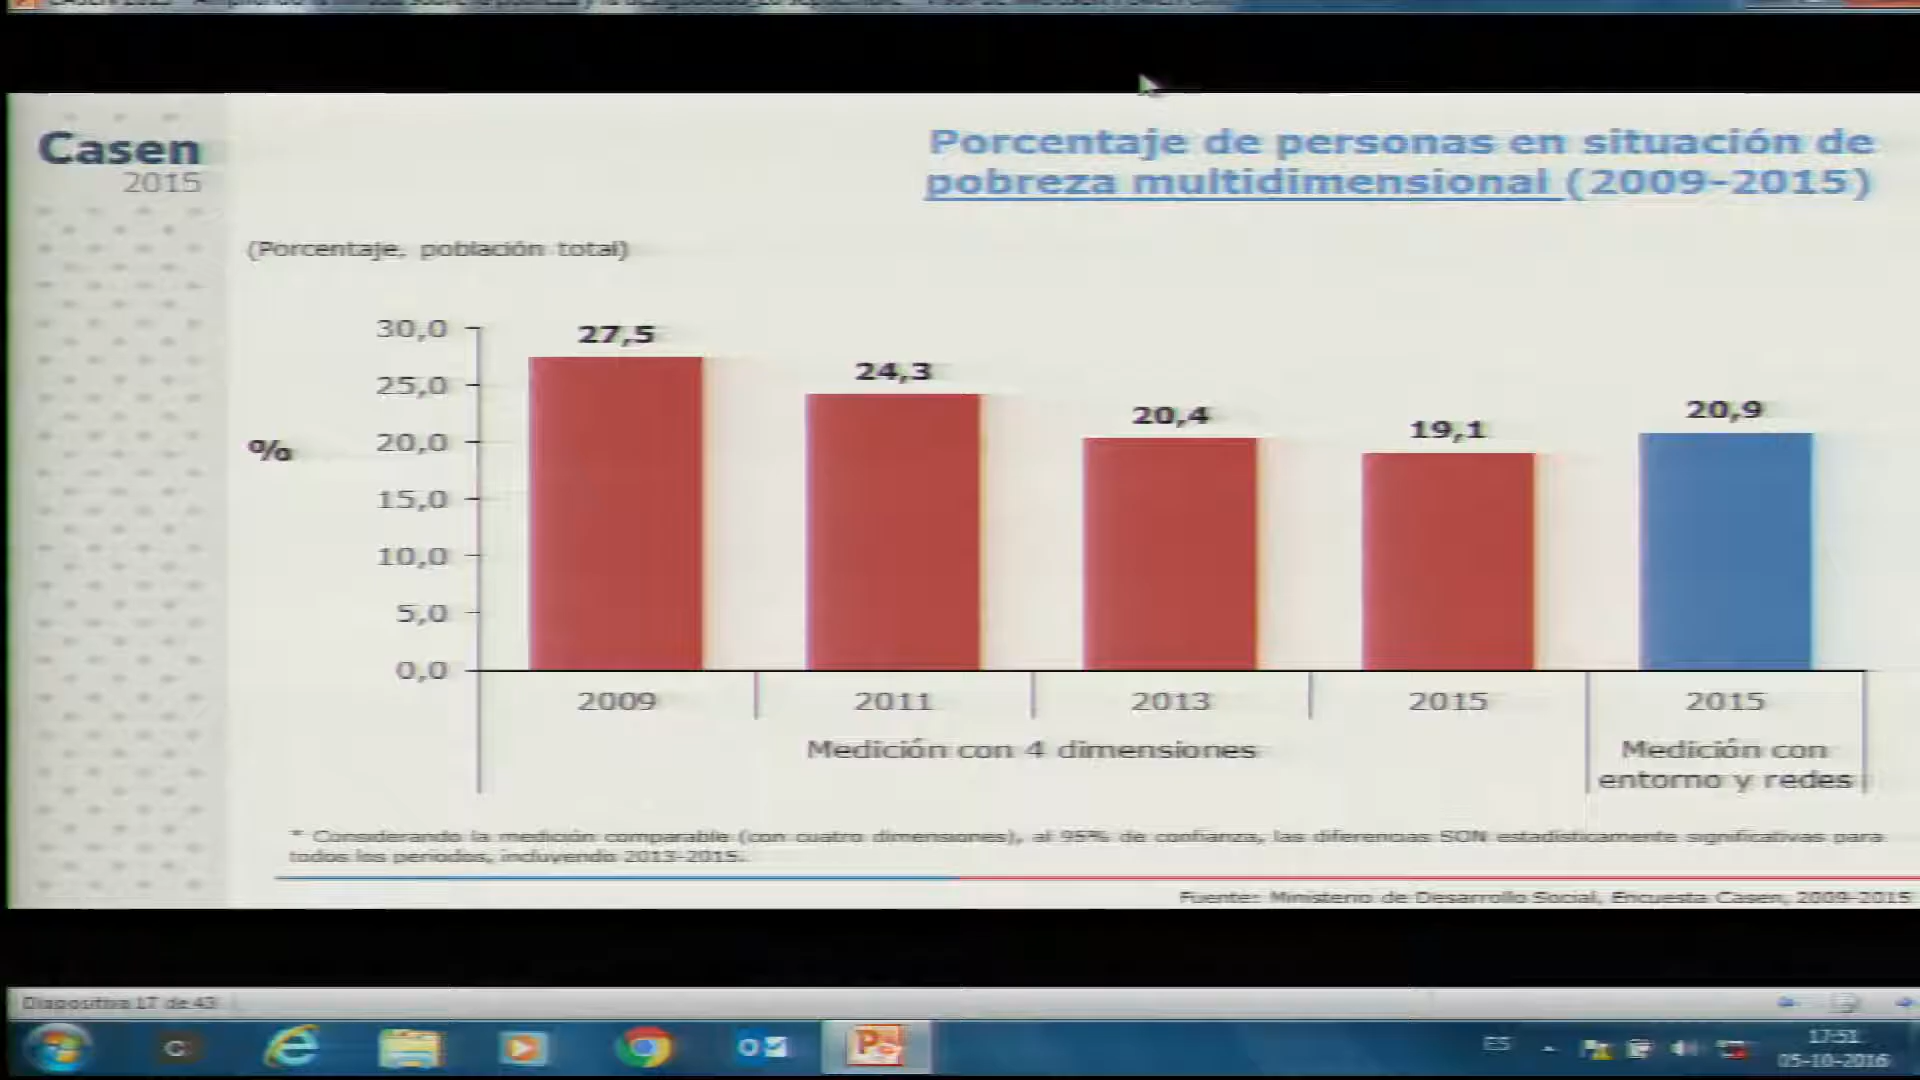 Casen
2015
Porcentaje de personas en situación de
pobreza multidimensional (2009-2015)
(Porcentaje, población total)
%
30,0
25,0
20,0
15,0
10,0
5,0
0,0
27,5
24,3
20,4
19,1
20,9
2009 2011 2013 2015 2015
Medición con 4 dimensiones
Medición con
entorno y redes
* Considerando la medición comparable (con cuatro dimensiones), al 95% de confianza, las diferencias SON estadísticamente significativas para
todos los periodos, incluyendo 2013-2015.
Fuente: Ministerio de Desarrollo Social, Encuesta Casen, 2009-2015
Diapositiva 17 de 43
ES
17:51
05-10-2016